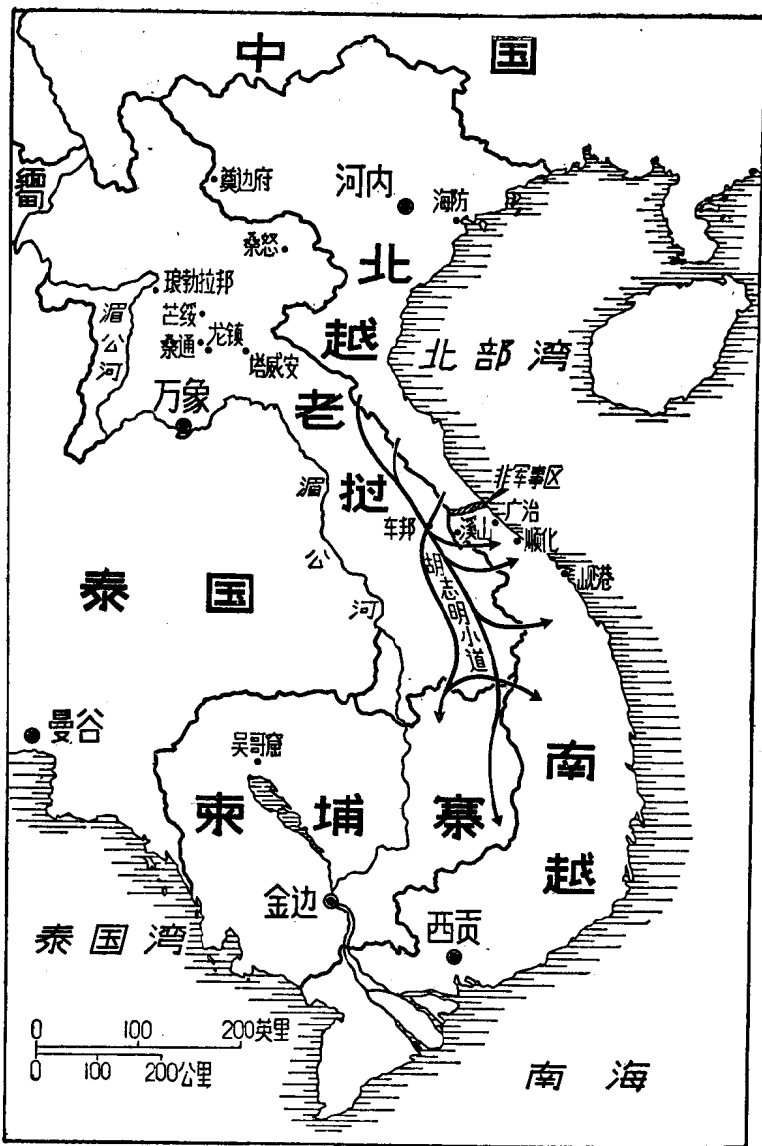 中国
缅甸
奠边府
河内
海防
桑怒
北越
琅勃拉邦
芒绥
桑通
龙镇
塔威安
湄公河
万象
北部湾
老挝
湄公河
非军事区
广治
车邦
溪山
顺化
岘港
胡志明小道
泰国
曼谷
吴哥窟
柬埔寨
南越
金边
西贡
泰国湾
0 100 200英里
0 100 200公里
南海